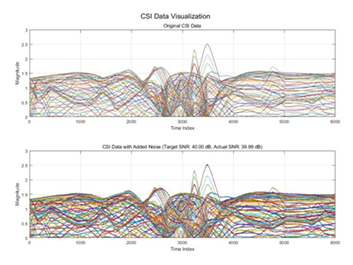 CSI Data Visualization
Original CSI Data
3
2.5
2
1.5
1
0.5
0
Magnitude
0 1000 2000 3000 4000 5000 6000
Time Index
CSI Data with Added Noise (Target SNR: 40.00 dB, Actual SNR: 39.99 dB)
3
2.5
2
1.5
1
0.5
0
Magnitude
0 1000 2000 3000 4000 5000 6000
Time Index